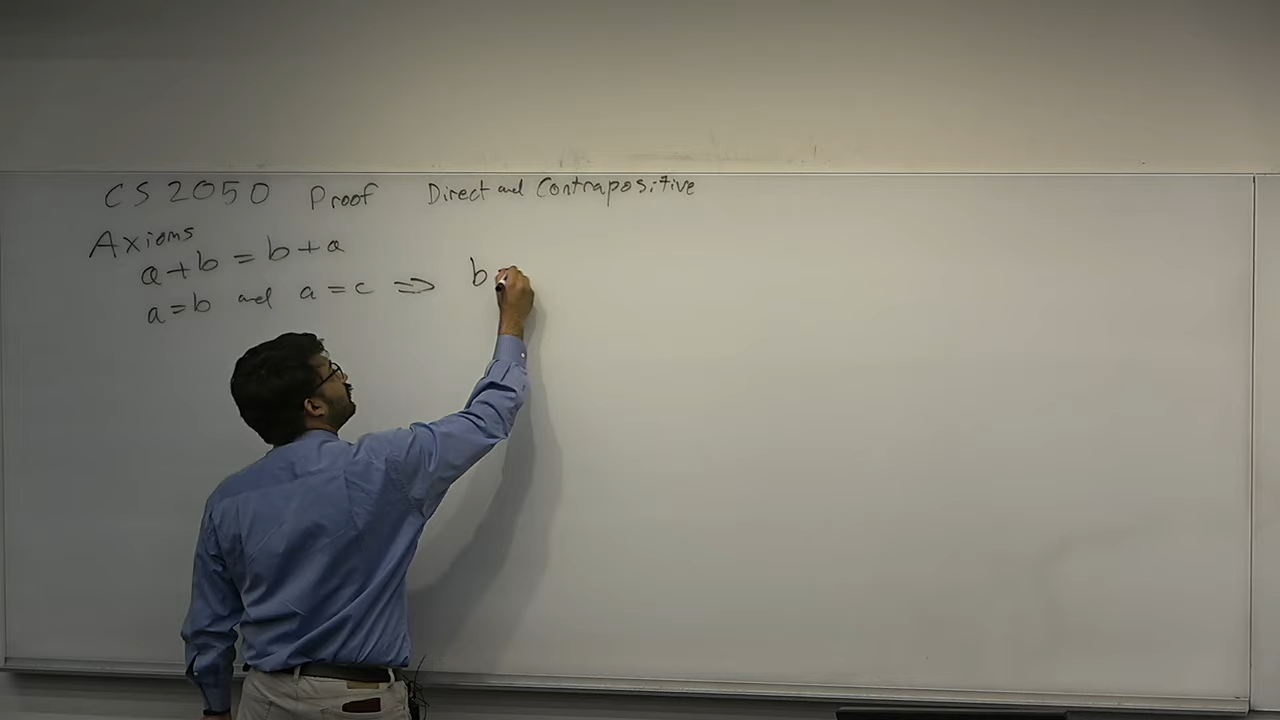 CS 2050 Proof Direct and Contrapositive
Axioms
a + b = b + a
a = b and a = c => b